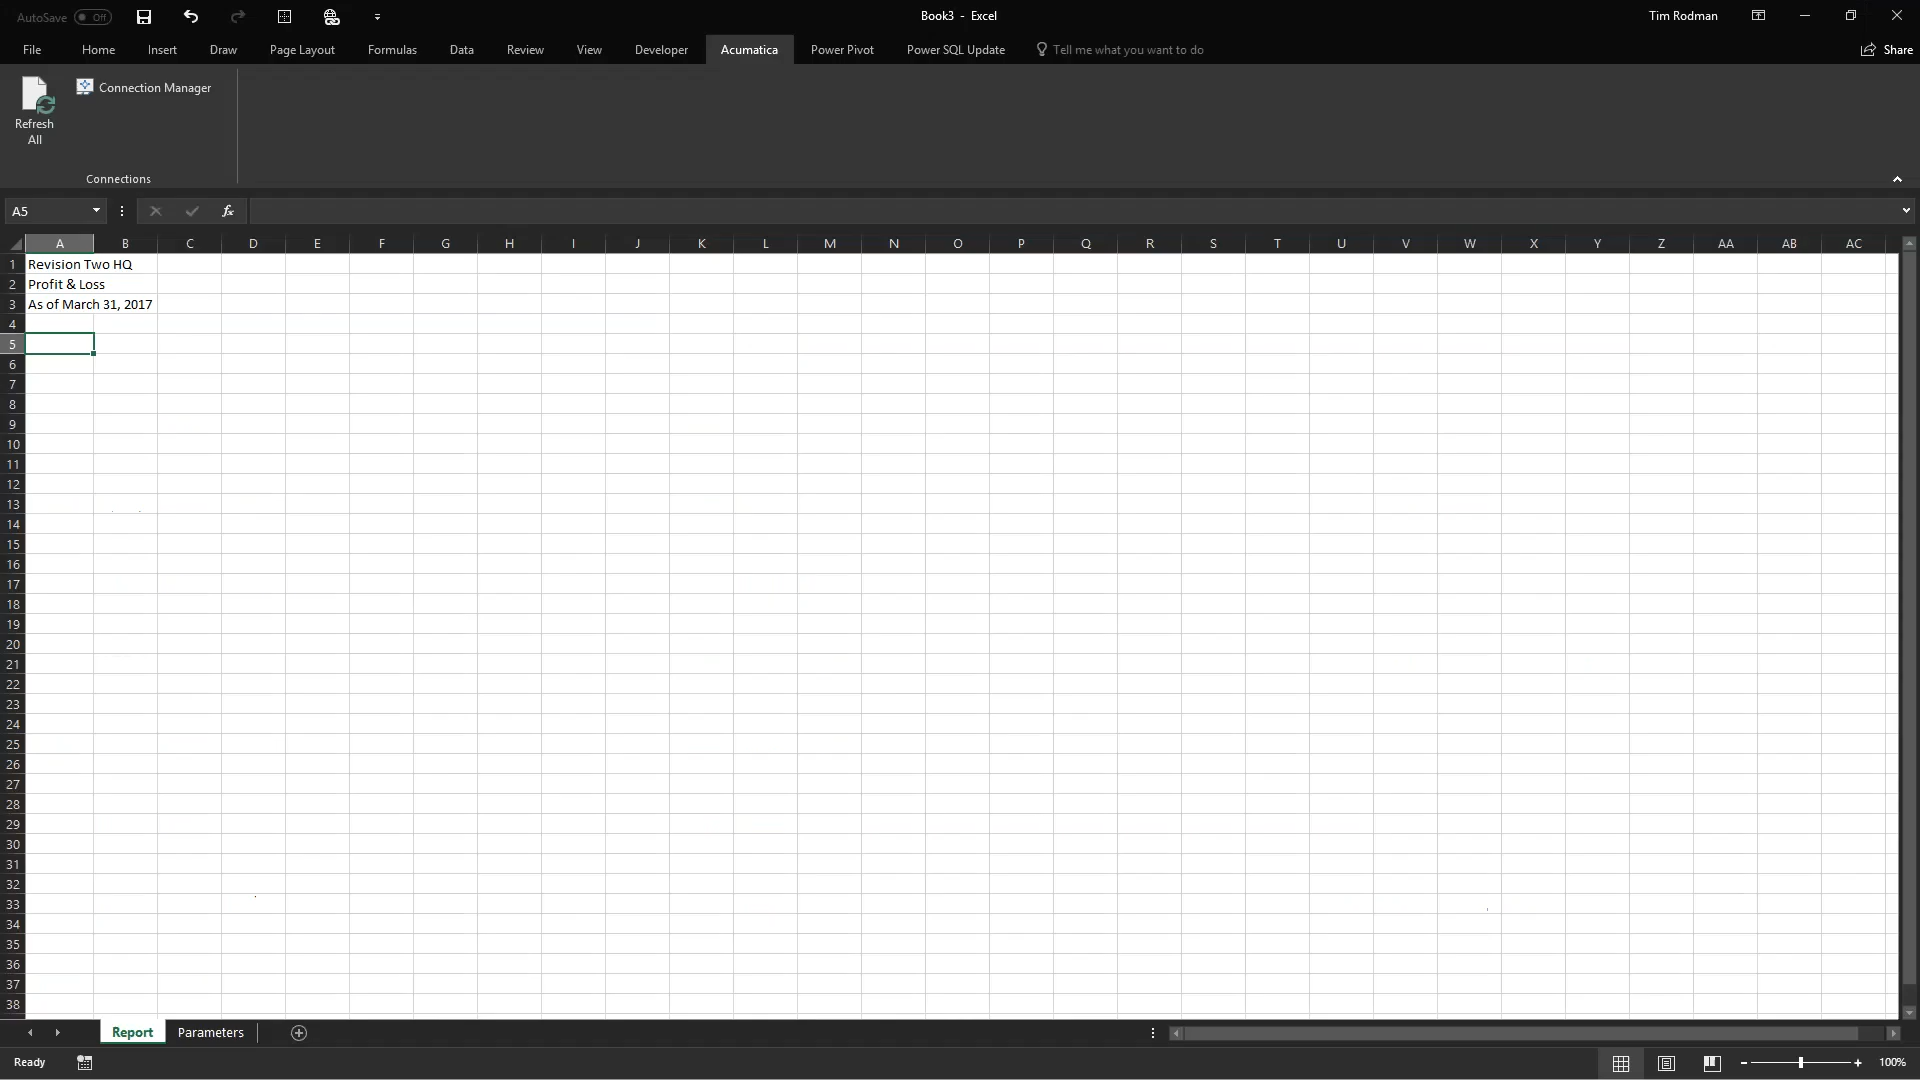 AutoSave Off
Book3 - Excel
Tim Rodman
File Home Insert Draw Page Layout Formulas Data Review View Developer Acumatica Power Pivot Power SQL Update Tell me what you want to do Share
Refresh All
Connection Manager
Connections
A5 fx
A B C D E F G H I J K L M N O P Q R S T U V W X Y Z AA AB AC
1 Revision Two HQ
2 Profit & Loss
3 As of March 31, 2017
4
5
6
7
8
9
10
11
12
13
14
15
16
17
18
19
20
21
22
23
24
25
26
27
28
29
30
31
32
33
34
35
36
37
38
Report Parameters
Ready
100%